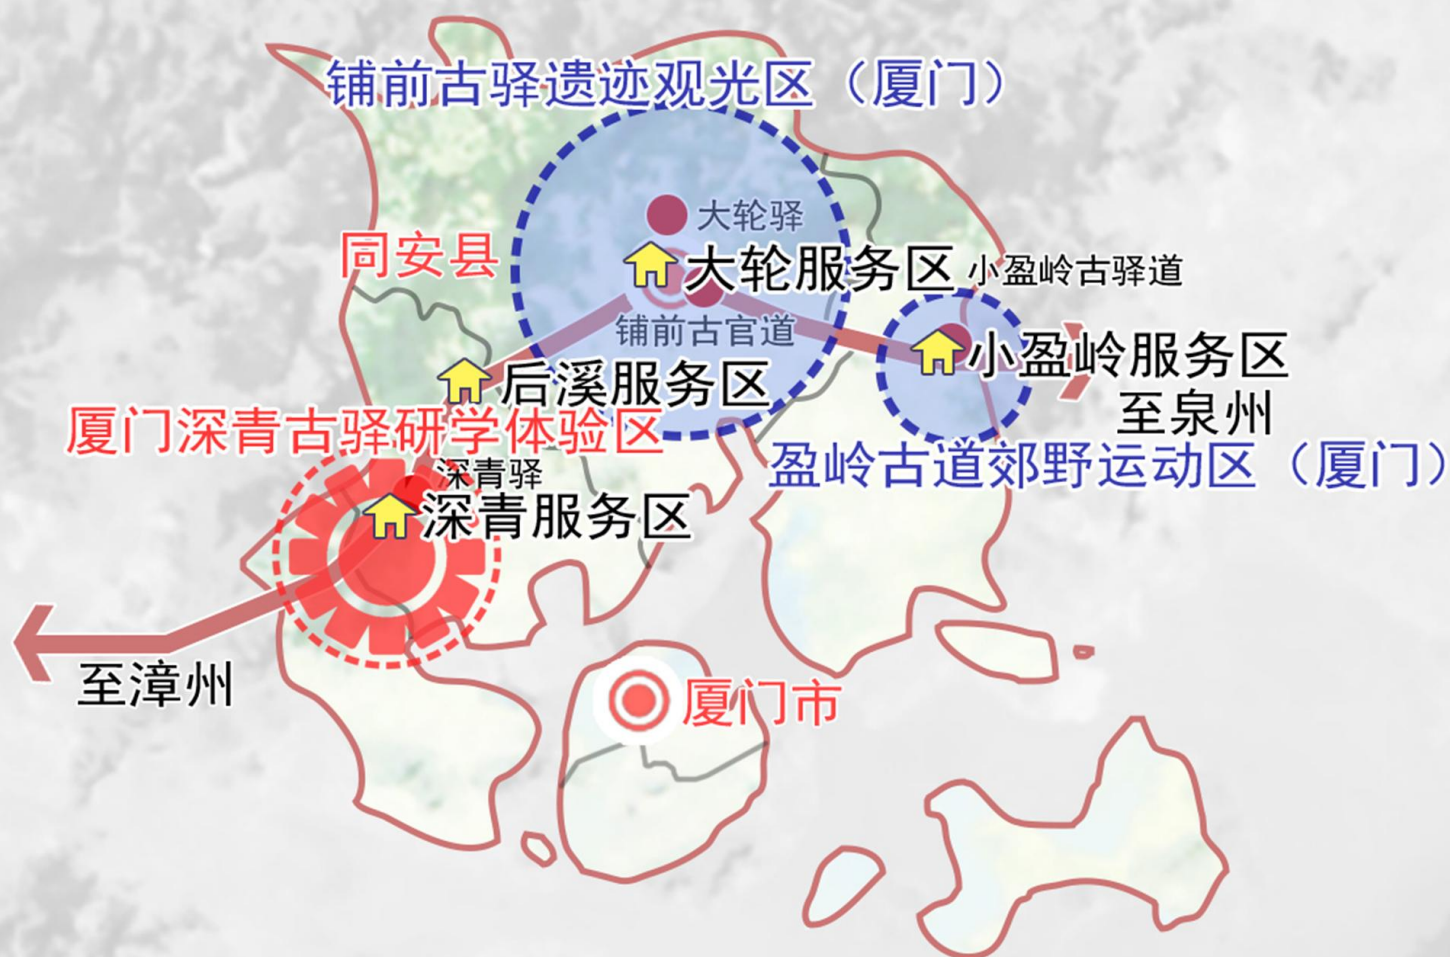 铺前古驿遗迹观光区（厦门）
大轮驿
同安县
大轮服务区
小盈岭古驿道
铺前古官道
小盈岭服务区
后溪服务区
至泉州
厦门深青古驿研学体验区
盈岭古道郊野运动区（厦门）
深青驿
深青服务区
至漳州
厦门市